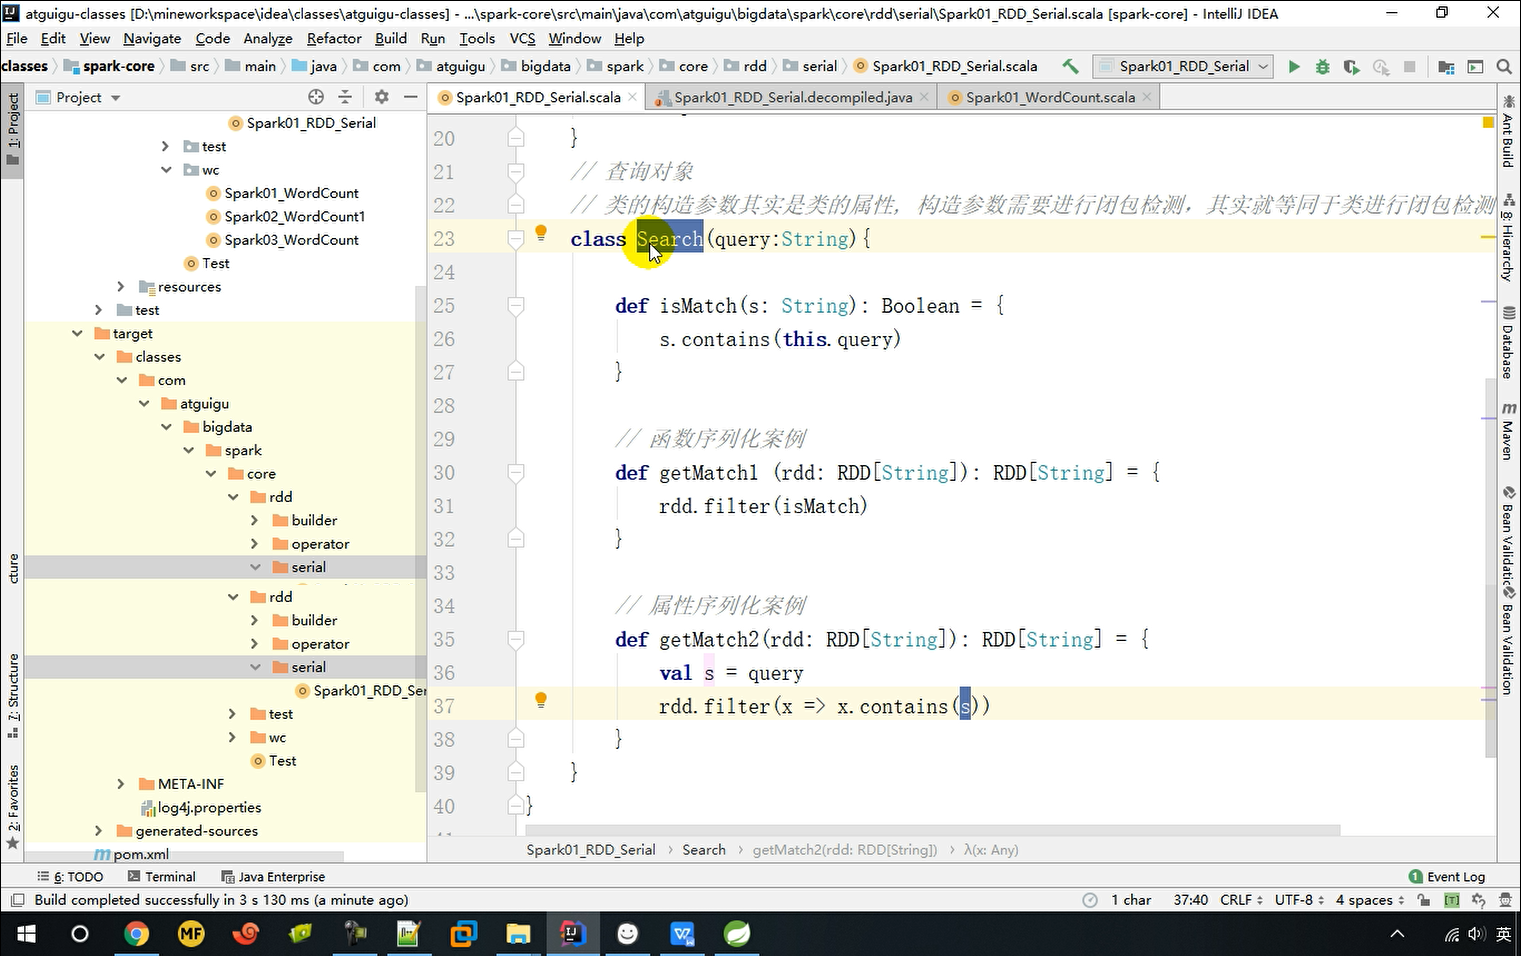 atguigu-classes [D:\mineworkspace\idea\classes\atguigu-classes] - ...\spark-core\src\main\java\com\atguigu\bigdata\spark\core\rdd\serial\Spark01_RDD_Serial.scala [spark-core] - IntelliJ IDEA
File Edit View Navigate Code Analyze Refactor Build Run Tools VCS Window Help
classes spark-core src main java com atguigu bigdata spark core rdd serial Spark01_RDD_Serial.scala Spark01_RDD_Serial
Project
Spark01_RDD_Serial.scala Spark01_RDD_Serial.decompiled.java Spark01_WordCount.scala
1: Project
cture
7: Structure
2: Favorites
Spark01_RDD_Serial
test
wc
Spark01_WordCount
Spark02_WordCount1
Spark03_WordCount
Test
resources
test
target
classes
com
atguigu
bigdata
spark
core
rdd
builder
operator
serial
rdd
builder
operator
serial
Spark01_RDD_Ser
test
wc
Test
META-INF
log4j.properties
generated-sources
pom.xml
20 }
21 // 查询对象
22 // 类的构造参数其实是类的属性, 构造参数需要进行闭包检测, 其实就等同于类进行闭包检测
23 class Search(query:String){
24
25 def isMatch(s: String): Boolean = {
26 s.contains(this.query)
27 }
28
29 // 函数序列化案例
30 def getMatch1 (rdd: RDD[String]): RDD[String] = {
31 rdd.filter(isMatch)
32 }
33
34 // 属性序列化案例
35 def getMatch2(rdd: RDD[String]): RDD[String] = {
36 val s = query
37 rdd.filter(x => x.contains(s))
38 }
39 }
40 }
Ant Build
8: Hierarchy
Database
Maven
Bean Validatic
Bean Validation
Spark01_RDD_Serial Search getMatch2(rdd: RDD[String]) λ(x: Any)
6: TODO Terminal Java Enterprise 1 Event Log
Build completed successfully in 3 s 130 ms (a minute ago) 1 char 37:40 CRLF UTF-8 4 spaces [T]
MF 英